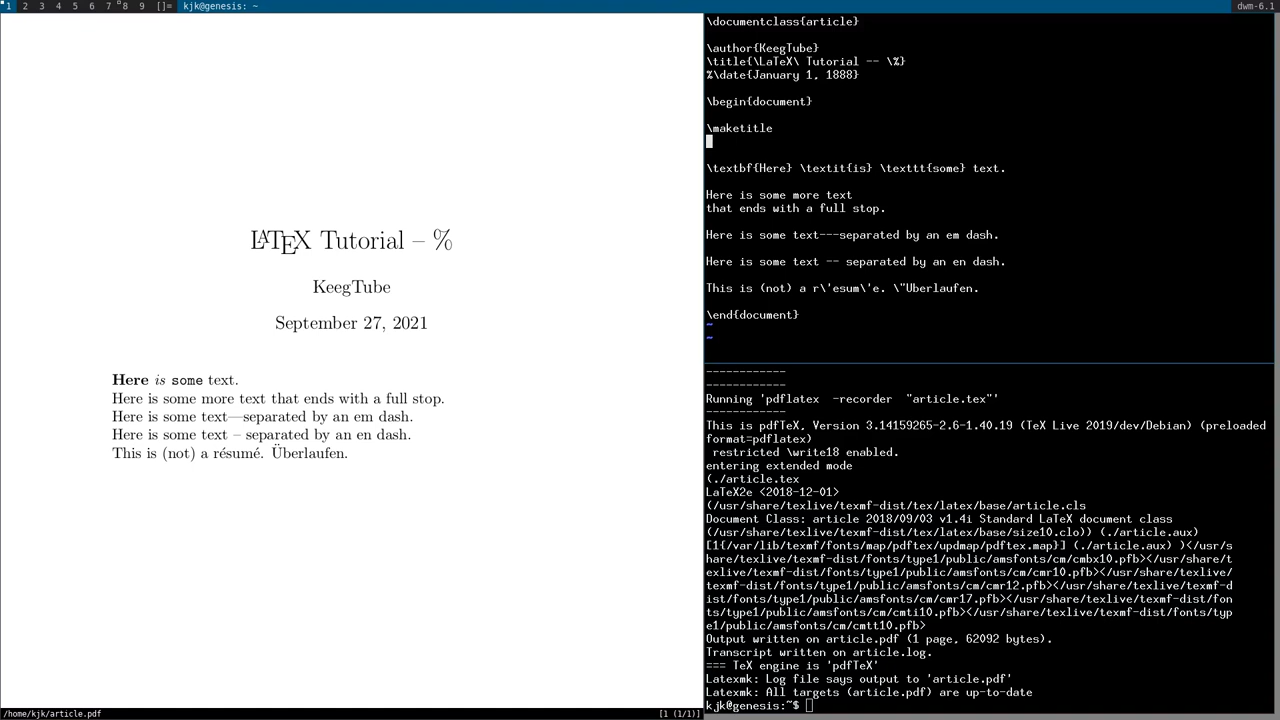 1 2 3 4 5 6 7 8 9 []= kjk@genesis: ~ dwm-6.1
LATEX Tutorial – %
KeegTube
September 27, 2021
Here is some text.
Here is some more text that ends with a full stop.
Here is some text—separated by an em dash.
Here is some text – separated by an en dash.
This is (not) a résumé. Überlaufen.
/home/kjk/article.pdf [1 (1/1)]
\documentclass{article}
\author{KeegTube}
\title{\LaTeX\ Tutorial -- \%}
%\date{January 1, 1888}
\begin{document}
\maketitle
\textbf{Here} \textit{is} \texttt{some} text.
Here is some more text
that ends with a full stop.
Here is some text---separated by an em dash.
Here is some text -- separated by an en dash.
This is (not) a r\'esum\'e. \"Uberlaufen.
\end{document}
~
~
------------
------------
Running 'pdflatex  -recorder  "article.tex"'
------------
This is pdfTeX, Version 3.14159265-2.6-1.40.19 (TeX Live 2019/dev/Debian) (preloaded
format=pdflatex)
 restricted \write18 enabled.
entering extended mode
(./article.tex
LaTeX2e <2018-12-01>
(/usr/share/texlive/texmf-dist/tex/latex/base/article.cls
Document Class: article 2018/09/03 v1.4i Standard LaTeX document class
(/usr/share/texlive/texmf-dist/tex/latex/base/size10.clo)) (./article.aux)
[1{/var/lib/texmf/fonts/map/pdftex/updmap/pdftex.map}] (./article.aux) )</usr/s
hare/texlive/texmf-dist/fonts/type1/public/amsfonts/cm/cmbx10.pfb></usr/share/t
exlive/texmf-dist/fonts/type1/public/amsfonts/cm/cmr10.pfb></usr/share/texlive/
texmf-dist/fonts/type1/public/amsfonts/cm/cmr12.pfb></usr/share/texlive/texmf-d
ist/fonts/type1/public/amsfonts/cm/cmr17.pfb></usr/share/texlive/texmf-dist/fon
ts/type1/public/amsfonts/cm/cmti10.pfb></usr/share/texlive/texmf-dist/fonts/typ
e1/public/amsfonts/cm/cmtt10.pfb>
Output written on article.pdf (1 page, 62092 bytes).
Transcript written on article.log.
=== TeX engine is 'pdfTeX'
Latexmk: Log file says output to 'article.pdf'
Latexmk: All targets (article.pdf) are up-to-date
kjk@genesis:~$